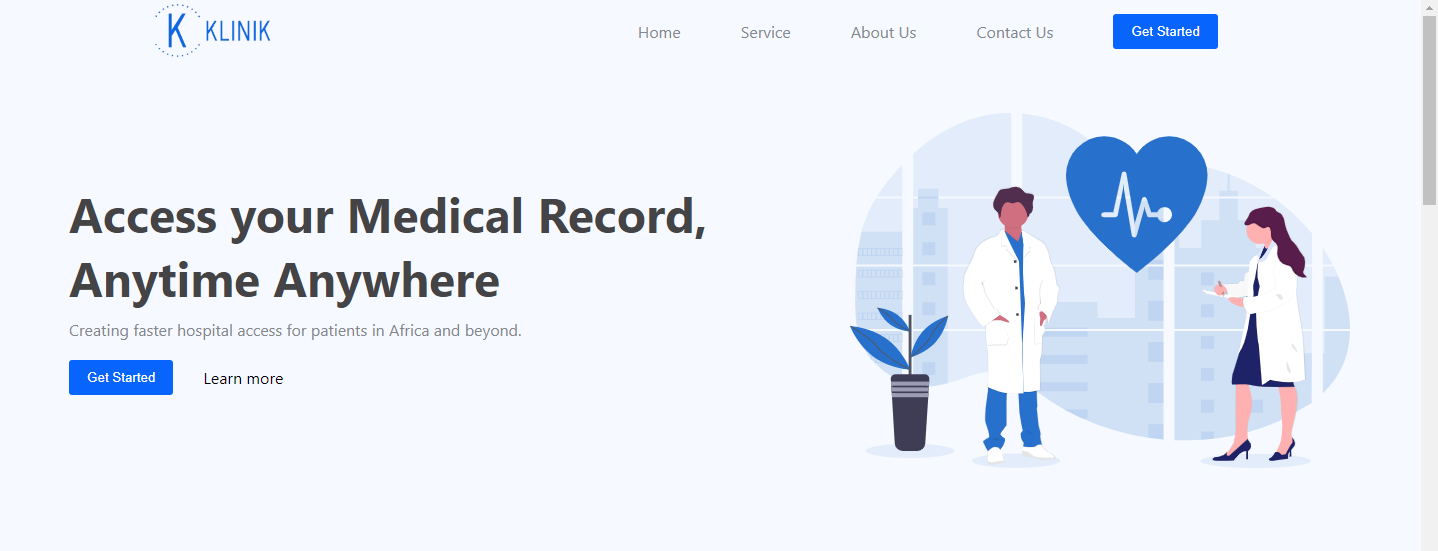 K KLINIK
Home Service About Us Contact Us Get Started
Access your Medical Record,
Anytime Anywhere
Creating faster hospital access for patients in Africa and beyond.
Get Started Learn more